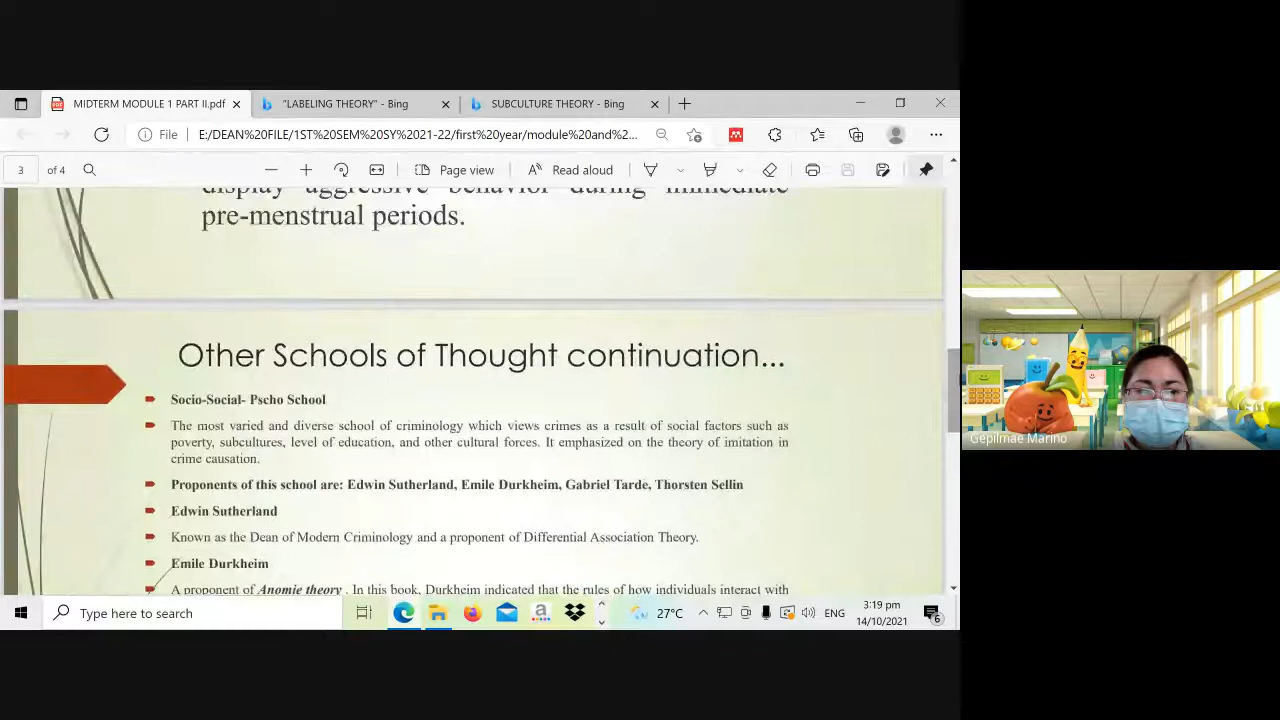 MIDTERM MODULE 1 PART II.pdf
"LABELING THEORY" - Bing
SUBCULTURE THEORY - Bing
File
E:/DEAN%20FILE/1ST%20SEM%20SY%2021-22/first%20year/module%20and%2...
3
of 4
Page view
Read aloud
display aggressive behavior during immediate
pre-menstrual periods.
Other Schools of Thought continuation...
Socio-Social- Pscho School
The most varied and diverse school of criminology which views crimes as a result of social factors such as
poverty, subcultures, level of education, and other cultural forces. It emphasized on the theory of imitation in
crime causation.
Proponents of this school are: Edwin Sutherland, Emile Durkheim, Gabriel Tarde, Thorsten Sellin
Edwin Sutherland
Known as the Dean of Modern Criminology and a proponent of Differential Association Theory.
Emile Durkheim
A proponent of Anomie theory . In this book, Durkheim indicated that the rules of how individuals interact with
Type here to search
27°C
ENG
3:19 pm
14/10/2021
6
Gepilmae Marino